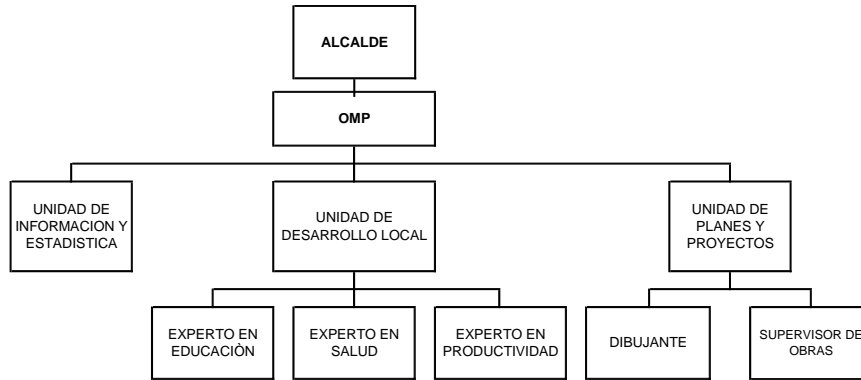 ALCALDE
OMP
UNIDAD DE
INFORMACION Y
ESTADISTICA
UNIDAD DE
DESARROLLO LOCAL
UNIDAD DE
PLANES Y
PROYECTOS
EXPERTO EN
EDUCACIÒN
EXPERTO EN
SALUD
EXPERTO EN
PRODUCTIVIDAD
DIBUJANTE
SUPERVISOR DE
OBRAS